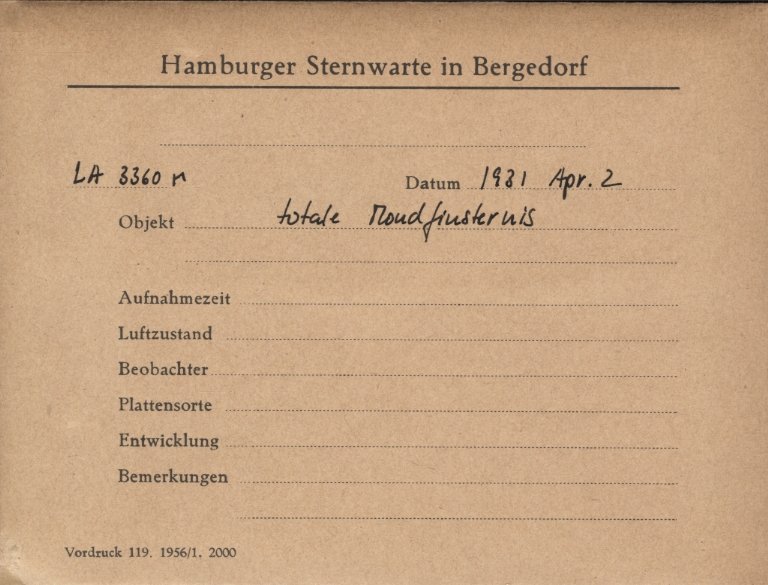 Hamburger Sternwarte in Bergedorf
LA 3360 n Datum 1931 Apr. 2
Objekt totale Mondfinsternis
Aufnahmezeit
Luftzustand
Beobachter
Plattensorte
Entwicklung
Bemerkungen
Vordruck 119. 1956/1. 2000